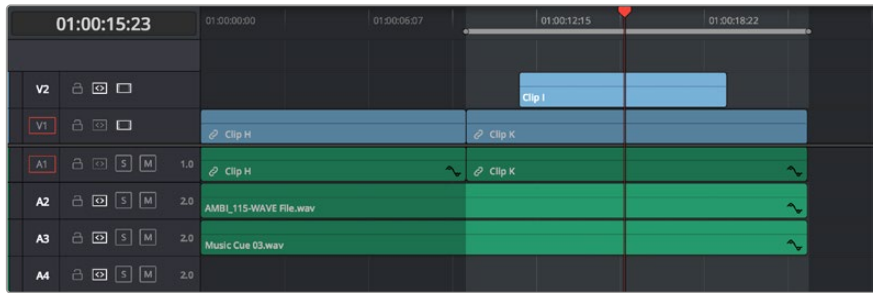 01:00:15:23 01:00:00:00 01:00:06:07 01:00:12:15 01:00:18:22
V2 Clip I
V1 Clip H Clip K
A1 S M 1.0 Clip H Clip K
A2 S M 2.0 AMBI_115-WAVE File.wav
A3 S M 2.0 Music Cue 03.wav
A4 S M 2.0